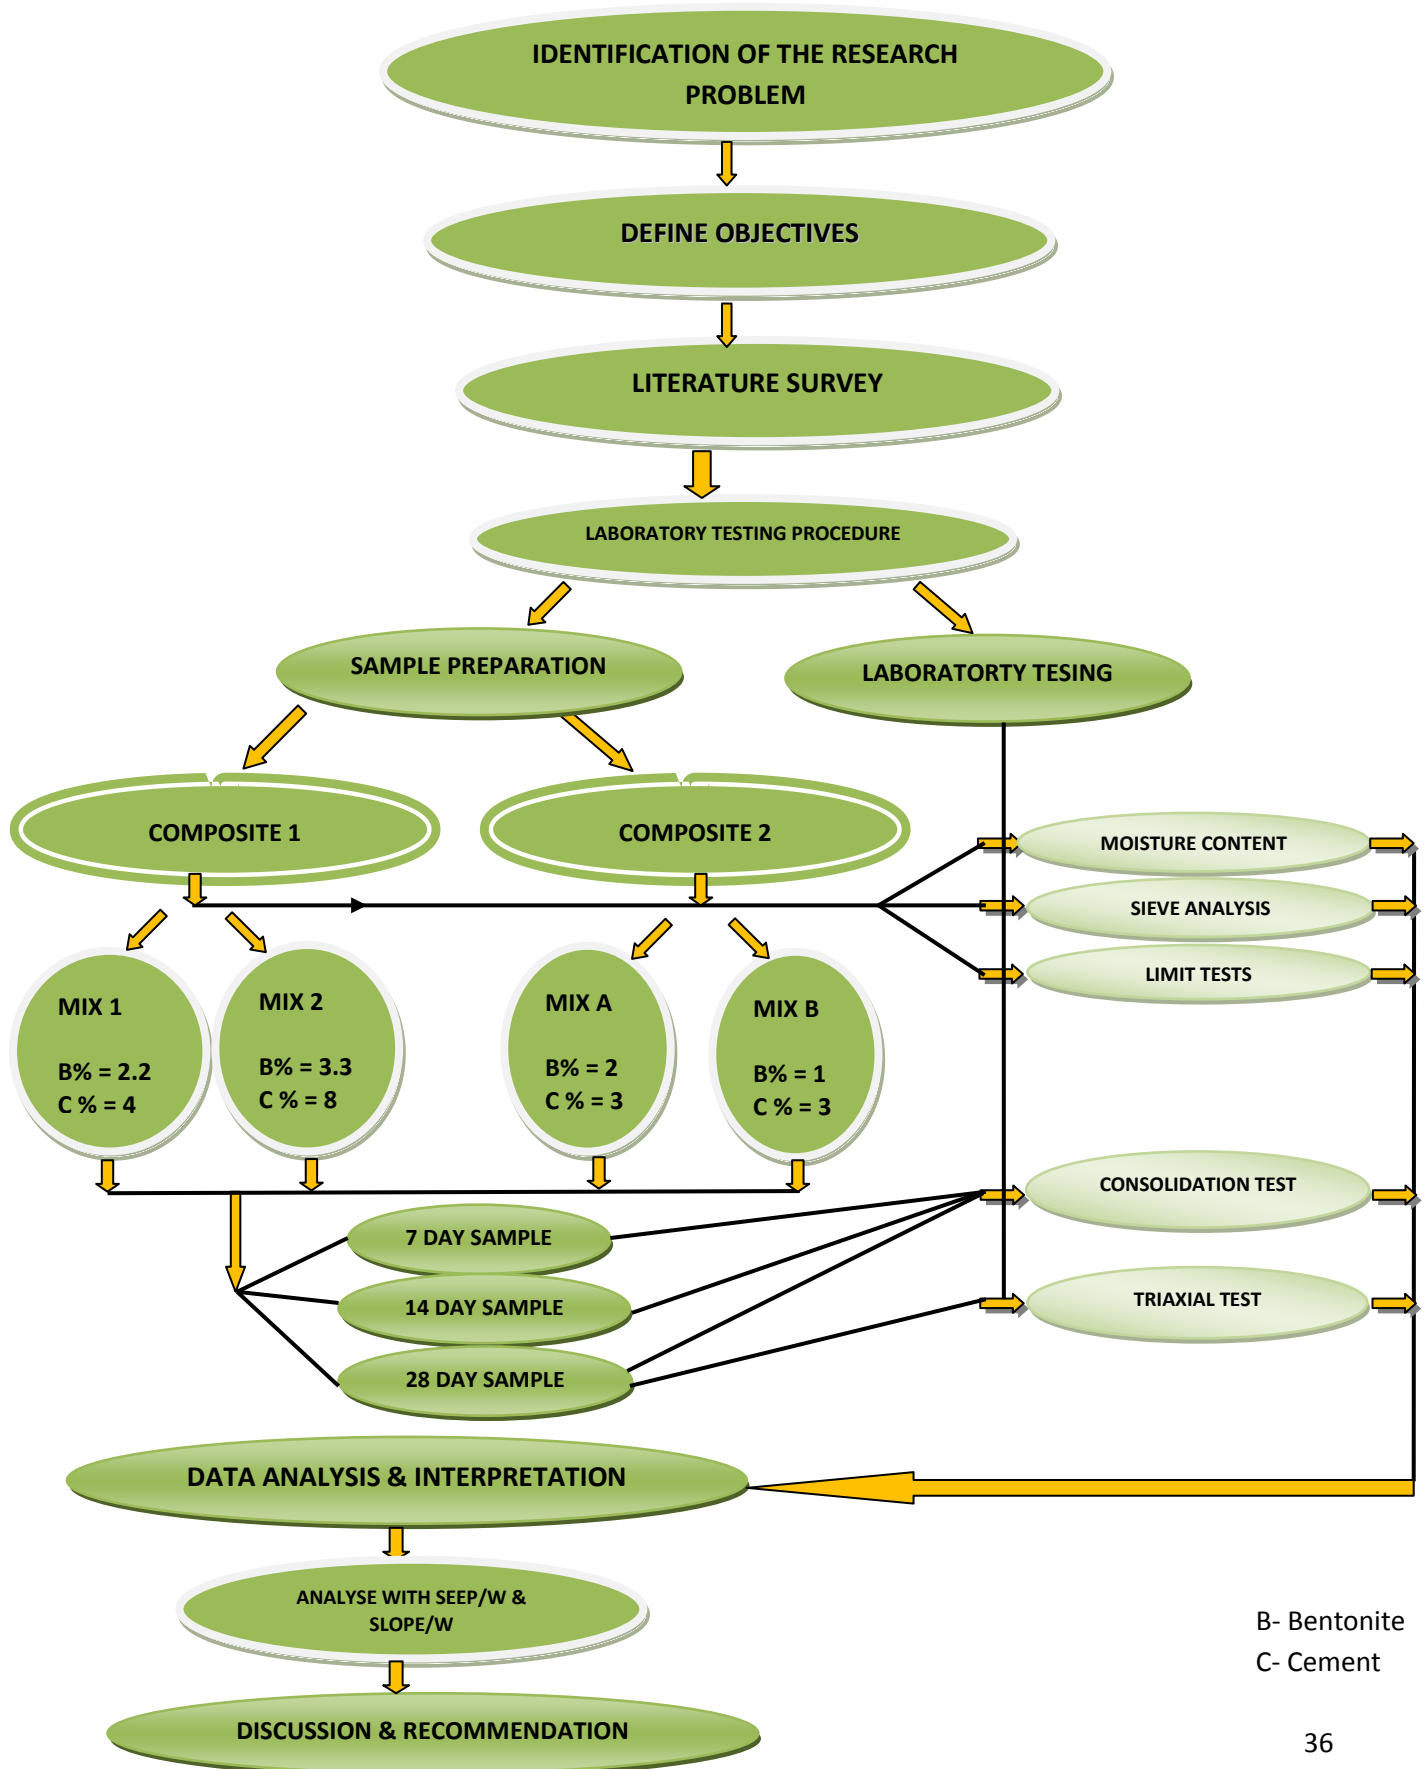 IDENTIFICATION OF THE RESEARCH
PROBLEM
DEFINE OBJECTIVES
LITERATURE SURVEY
LABORATORY TESTING PROCEDURE
SAMPLE PREPARATION
LABORATORTY TESING
COMPOSITE 1
COMPOSITE 2
MOISTURE CONTENT
SIEVE ANALYSIS
LIMIT TESTS
MIX 1
B% = 2.2
C % = 4
MIX 2
B% = 3.3
C % = 8
MIX A
B% = 2
C % = 3
MIX B
B% = 1
C % = 3
CONSOLIDATION TEST
7 DAY SAMPLE
14 DAY SAMPLE
TRIAXIAL TEST
28 DAY SAMPLE
DATA ANALYSIS & INTERPRETATION
ANALYSE WITH SEEP/W &
SLOPE/W
B- Bentonite
C- Cement
DISCUSSION & RECOMMENDATION
36